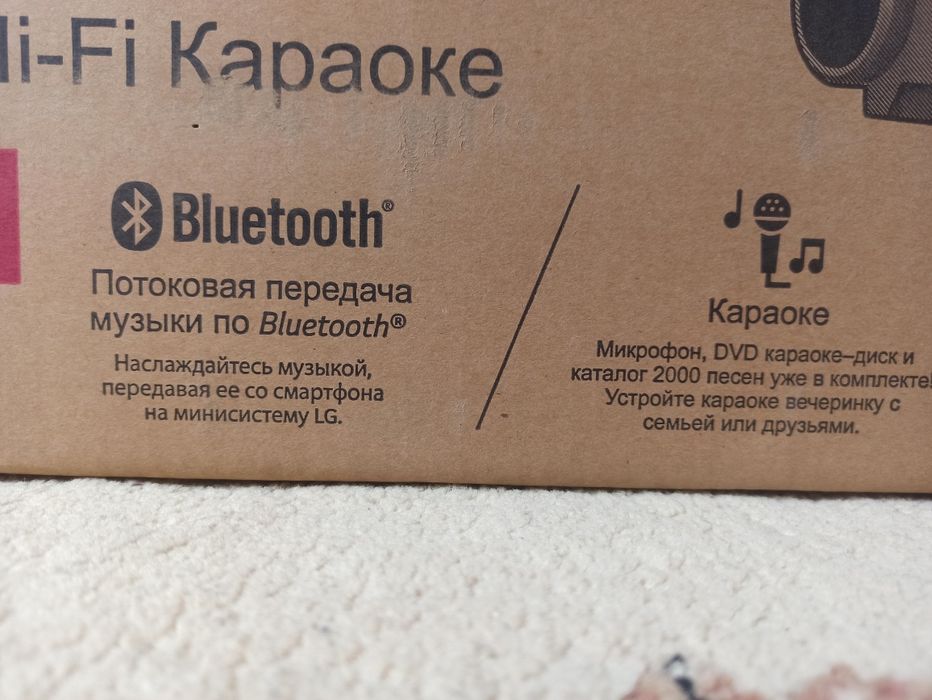 Hi-Fi Караоке
Bluetooth®
Потоковая передача
музыки по Bluetooth®
Наслаждайтесь музыкой,
передавая ее со смартфона
на минисистему LG.
Караоке
Микрофон, DVD караоке–диск и
каталог 2000 песен уже в комплекте!
Устройте караоке вечеринку с
семьей или друзьями.